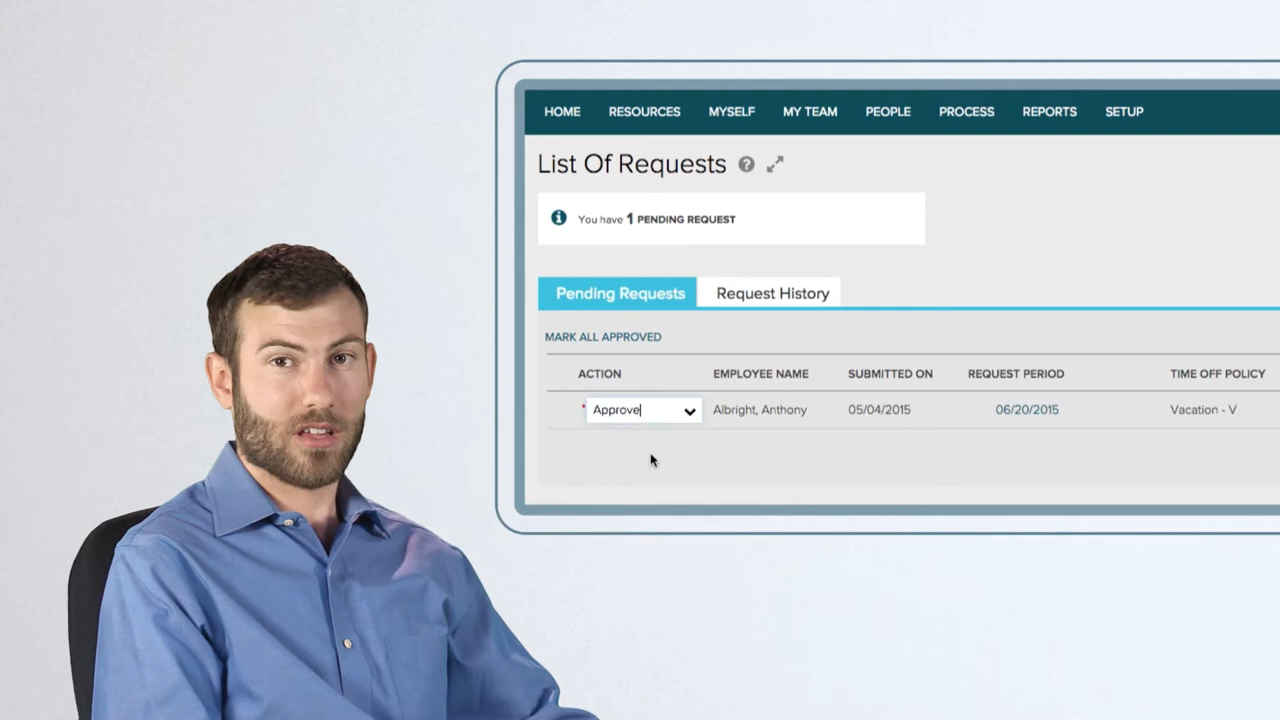 HOME RESOURCES MYSELF MY TEAM PEOPLE PROCESS REPORTS SETUP
List Of Requests ?
i You have 1 PENDING REQUEST
Pending Requests Request History
MARK ALL APPROVED
ACTION EMPLOYEE NAME SUBMITTED ON REQUEST PERIOD TIME OFF POLICY
* Approve Albright, Anthony 05/04/2015 06/20/2015 Vacation - V